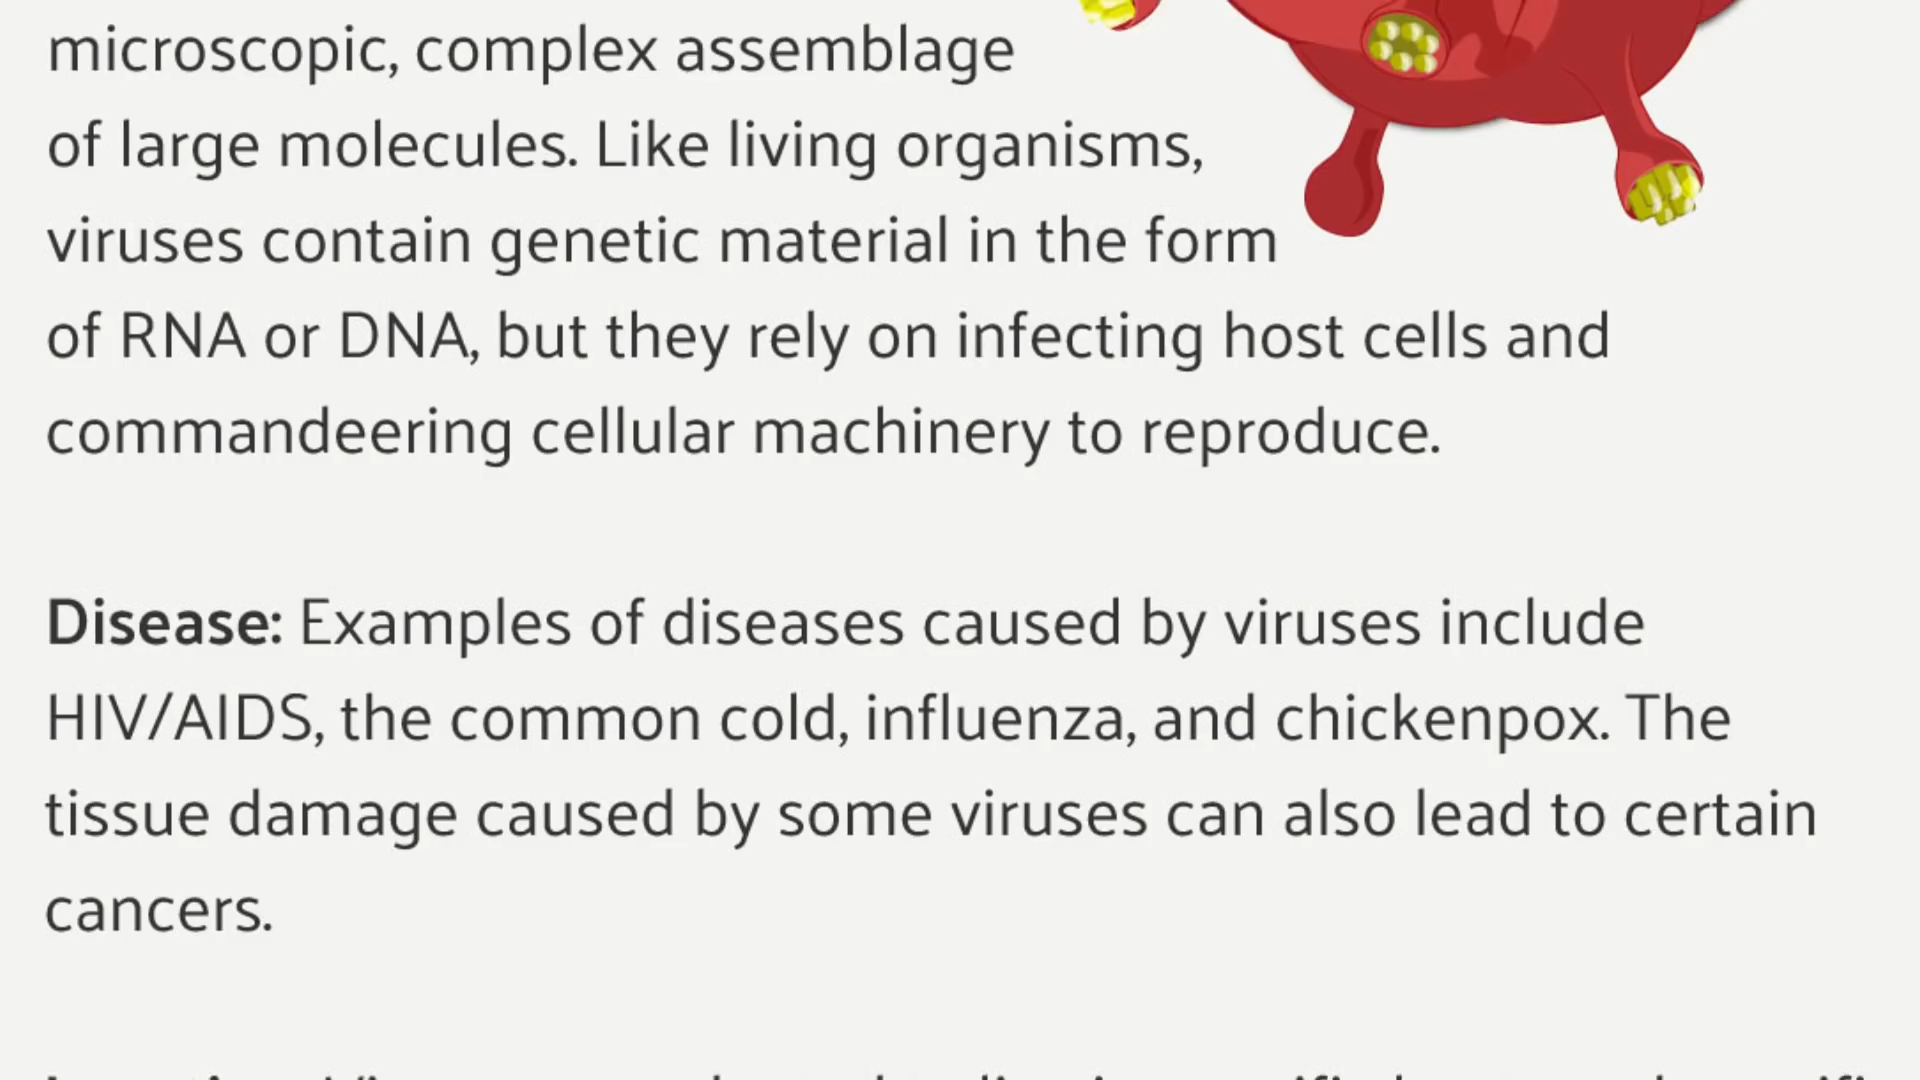 microscopic, complex assemblage
of large molecules. Like living organisms,
viruses contain genetic material in the form
of RNA or DNA, but they rely on infecting host cells and
commandeering cellular machinery to reproduce.
Disease: Examples of diseases caused by viruses include
HIV/AIDS, the common cold, influenza, and chickenpox. The
tissue damage caused by some viruses can also lead to certain
cancers.